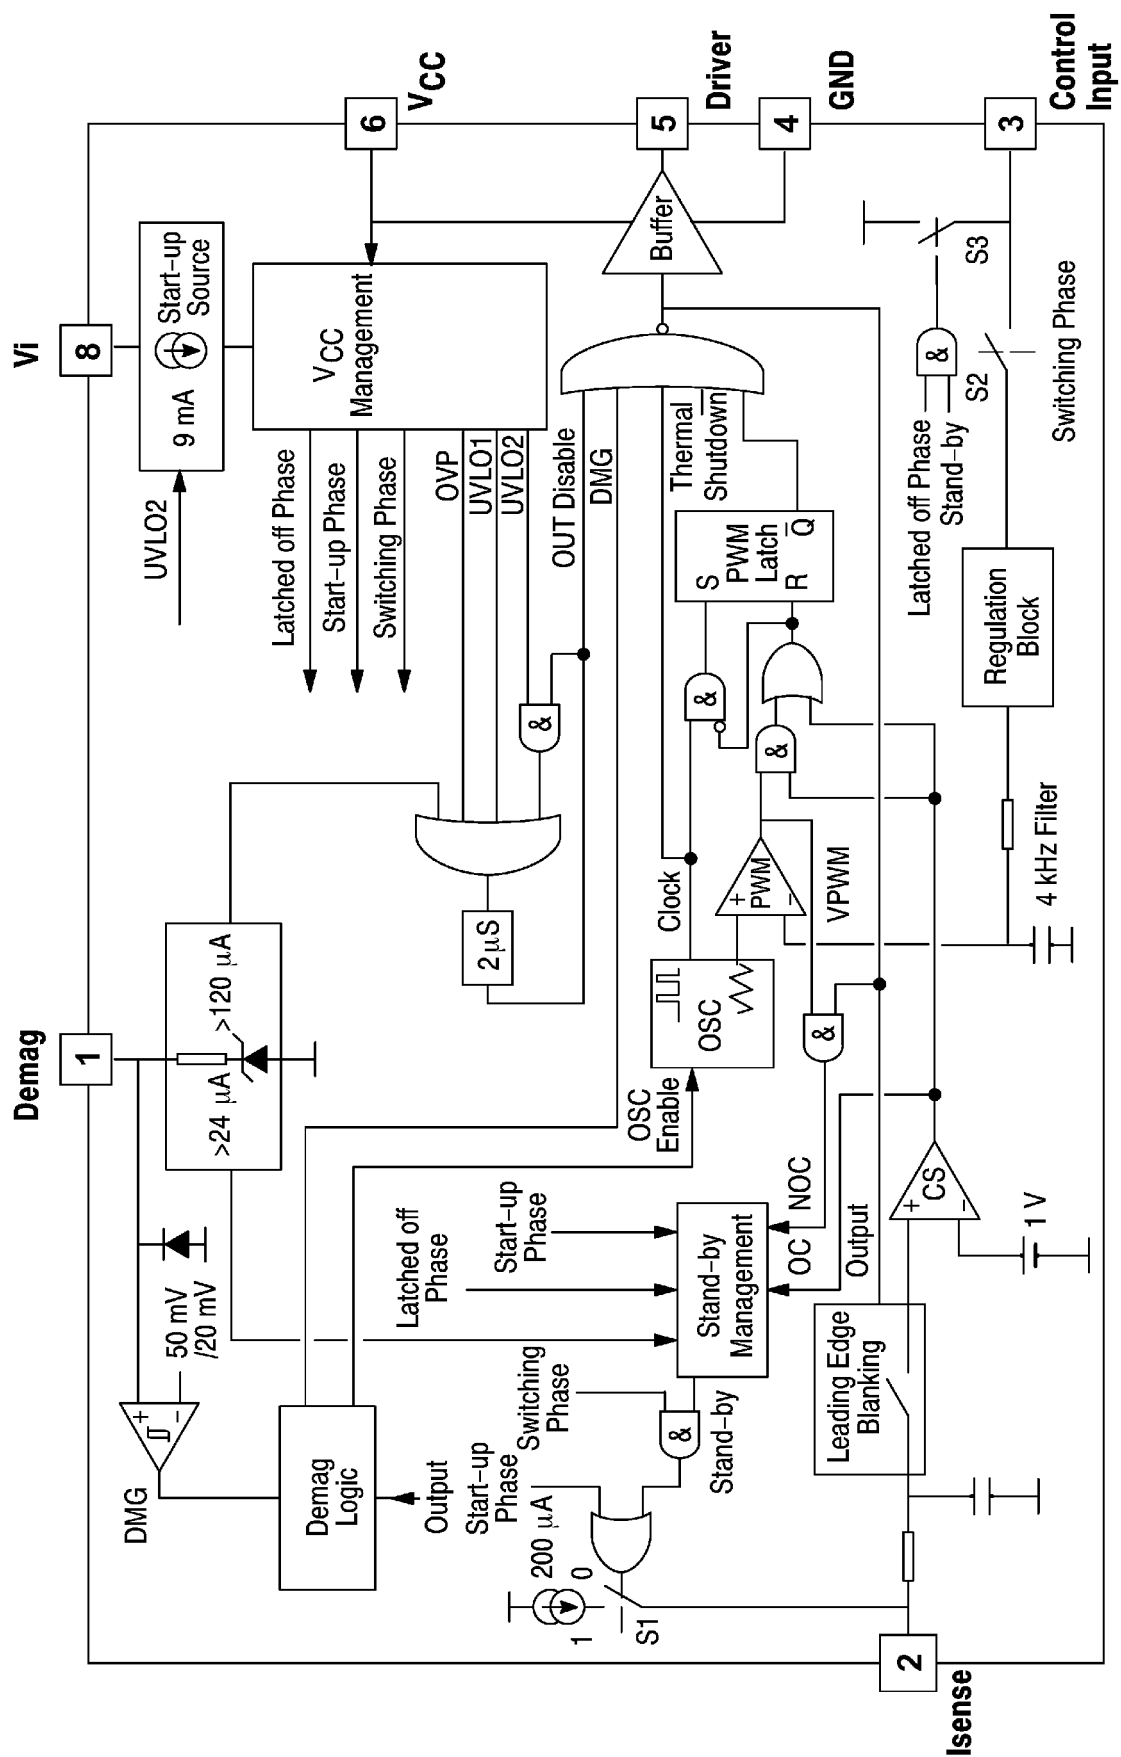 Demag
1
Vi
8
6
VCC
5
Driver
4
GND
3
Control
Input
2
Isense
UVLO2
9 mA
Start–up
Source
VCC
Management
Latched off Phase
Start–up Phase
Switching Phase
OVP
UVLO1
UVLO2
OUT Disable
DMG
&
2 µS
>24 µA
>120 µA
50 mV
/20 mV
+
–
DMG
Demag
Logic
Output
Latched off
Phase
Start–up
Phase
OSC
Enable
OSC
Clock
Thermal
Shutdown
Buffer
S
PWM
Latch
R
Q
&
&
PWM
+
–
VPWM
&
NOC
OC
Output
Stand–by
Management
Switching
Phase
&
Stand–by
Start–up
Phase
200 µA
0
1
S1
Leading Edge
Blanking
CS
+
–
1 V
4 kHz Filter
Regulation
Block
Latched off Phase
Stand–by
&
S2
S3
Switching Phase